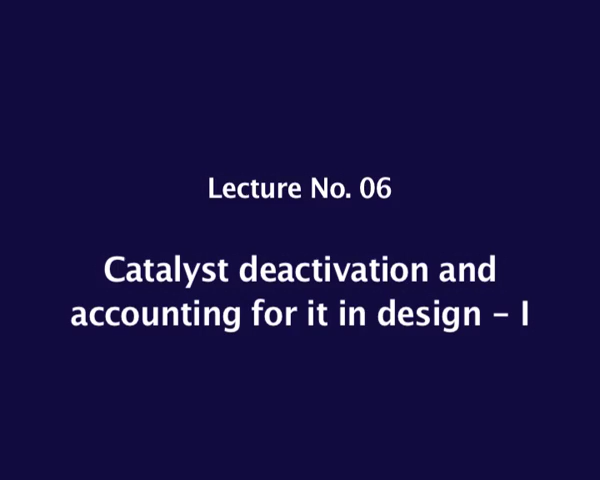 Lecture No. 06
Catalyst deactivation and
accounting for it in design – I